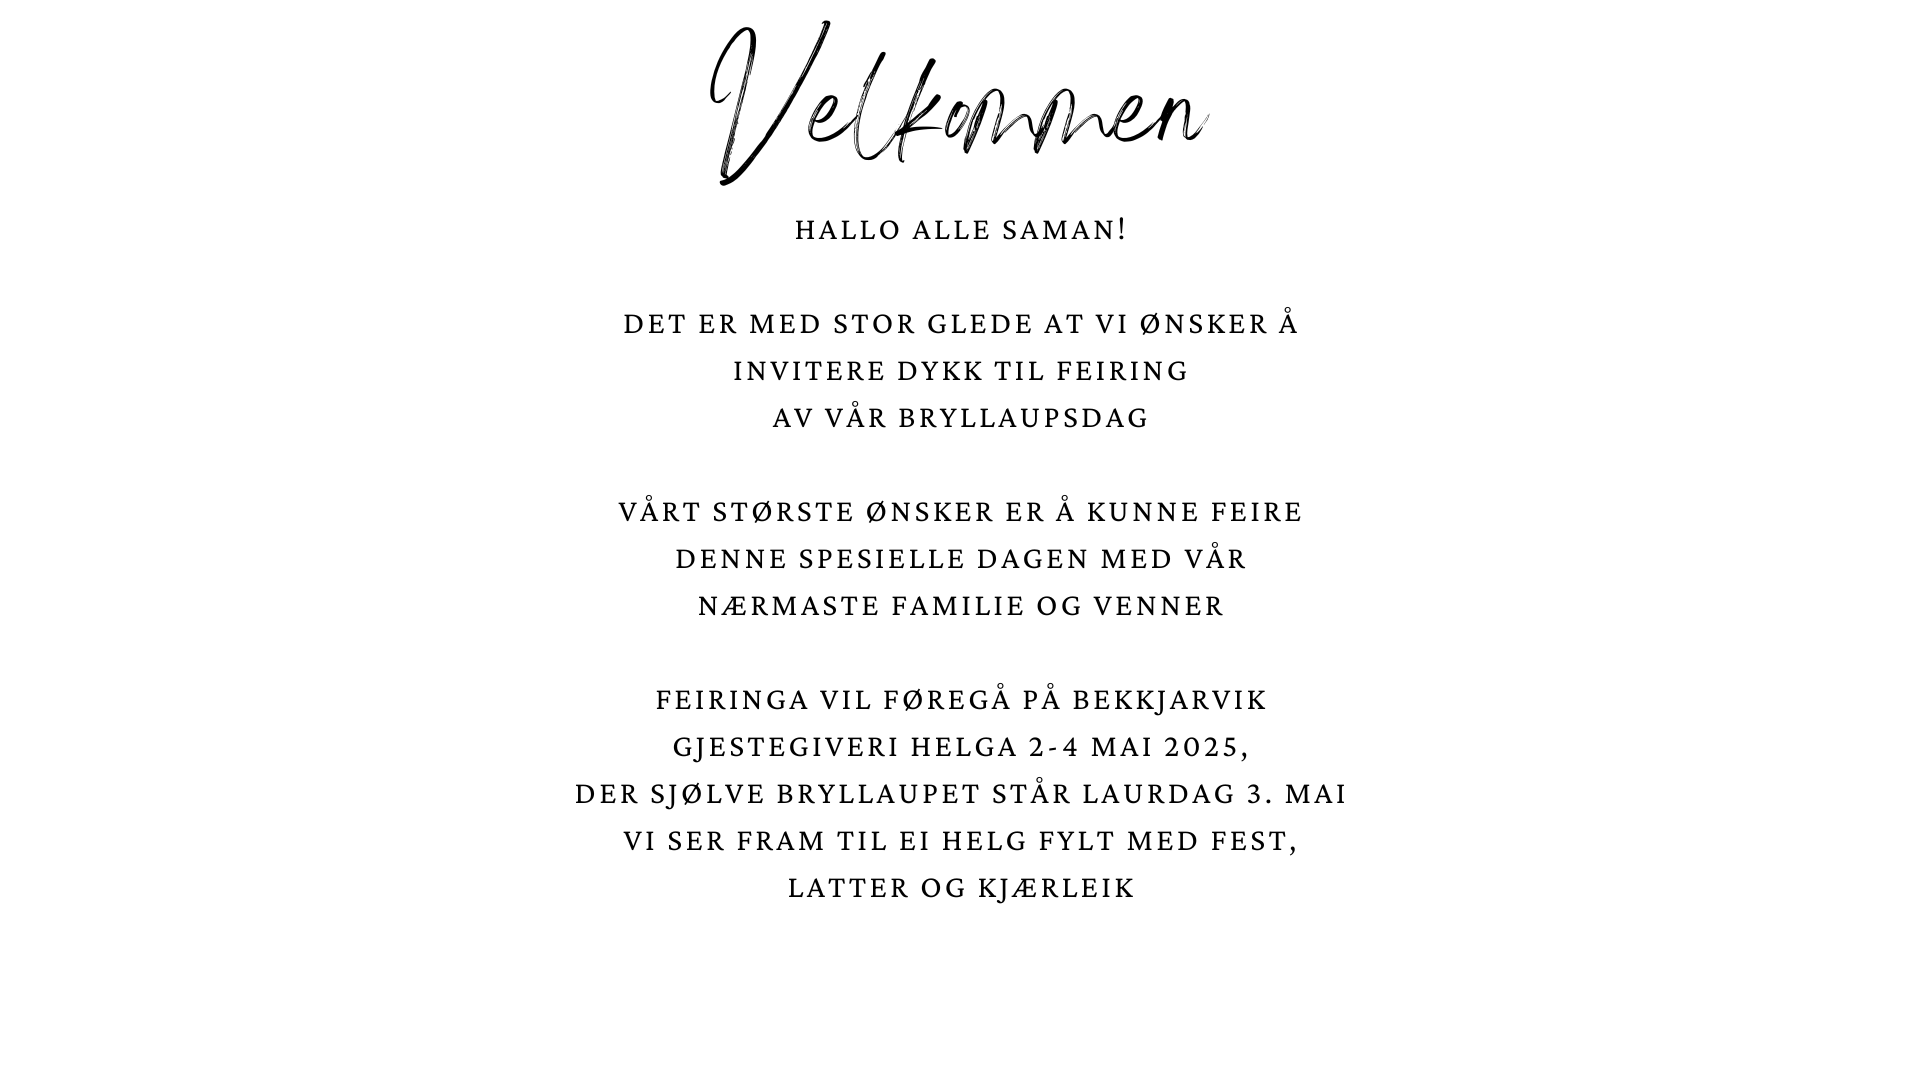 Velkommen
HALLO ALLE SAMAN!
DET ER MED STOR GLEDE AT VI ØNSKER Å
INVITERE DYKK TIL FEIRING
AV VÅR BRYLLAUPSDAG
VÅRT STØRSTE ØNSKER ER Å KUNNE FEIRE
DENNE SPESIELLE DAGEN MED VÅR
NÆRMASTE FAMILIE OG VENNER
FEIRINGA VIL FØREGÅ PÅ BEKKJARVIK
GJESTEGIVERI HELGA 2-4 MAI 2025,
DER SJØLVE BRYLLAUPET STÅR LAURDAG 3. MAI
VI SER FRAM TIL EI HELG FYLT MED FEST,
LATTER OG KJÆRLEIK